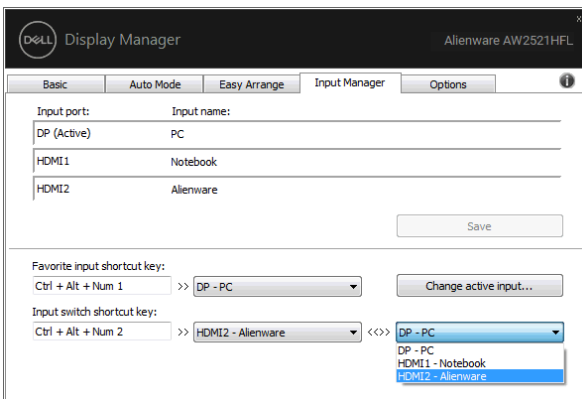 x
DELL Display Manager Alienware AW2521HFL
Basic Auto Mode Easy Arrange Input Manager Options i
Input port: Input name:
DP (Active) PC
HDMI1 Notebook
HDMI2 Alienware
Save
Favorite input shortcut key:
Ctrl + Alt + Num 1 >> DP - PC Change active input...
Input switch shortcut key:
Ctrl + Alt + Num 2 >> HDMI2 - Alienware <<>> DP - PC
DP - PC
HDMI1 - Notebook
HDMI2 - Alienware